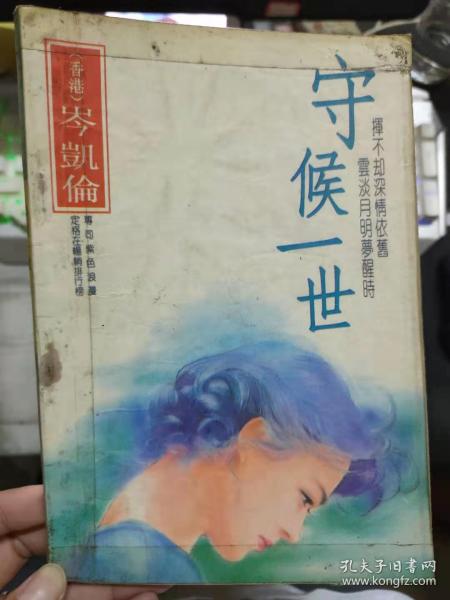 （香港）岑凱倫
專司紫色浪漫
定格在暢銷排行榜
守候一世
揮不却深情依舊
雲淡月明夢醒時
孔夫子旧书网
www.kongfz.com